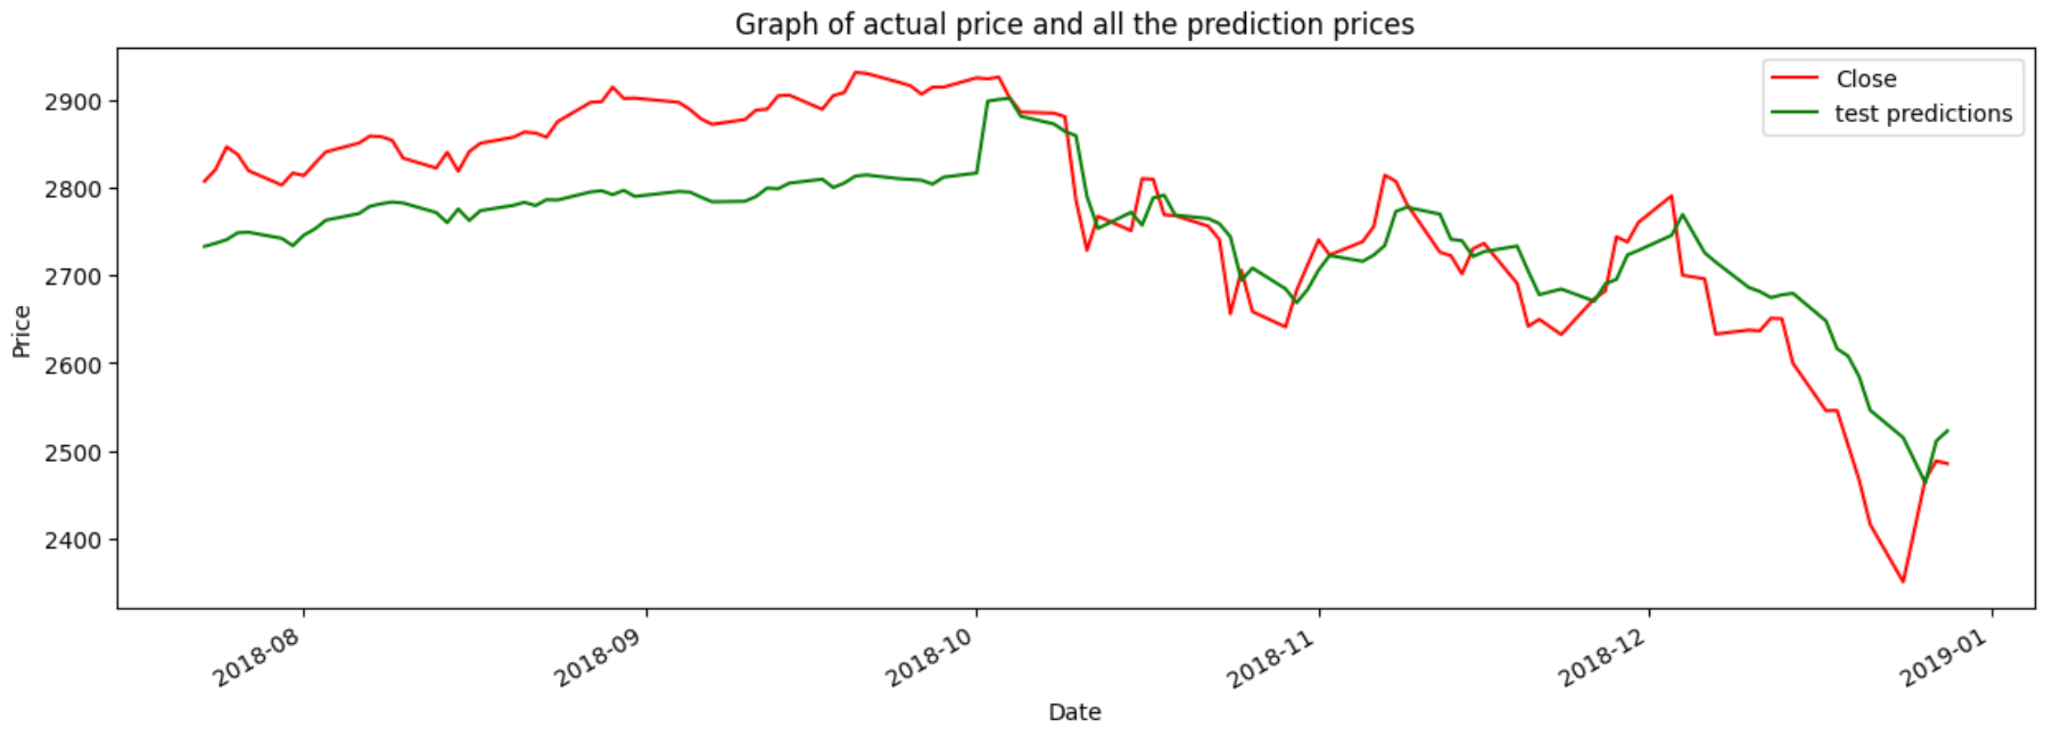 Graph of actual price and all the prediction prices
Close
test predictions
2900
2800
2700
2600
2500
2400
Price
2018-08
2018-09
2018-10
2018-11
2018-12
2019-01
Date